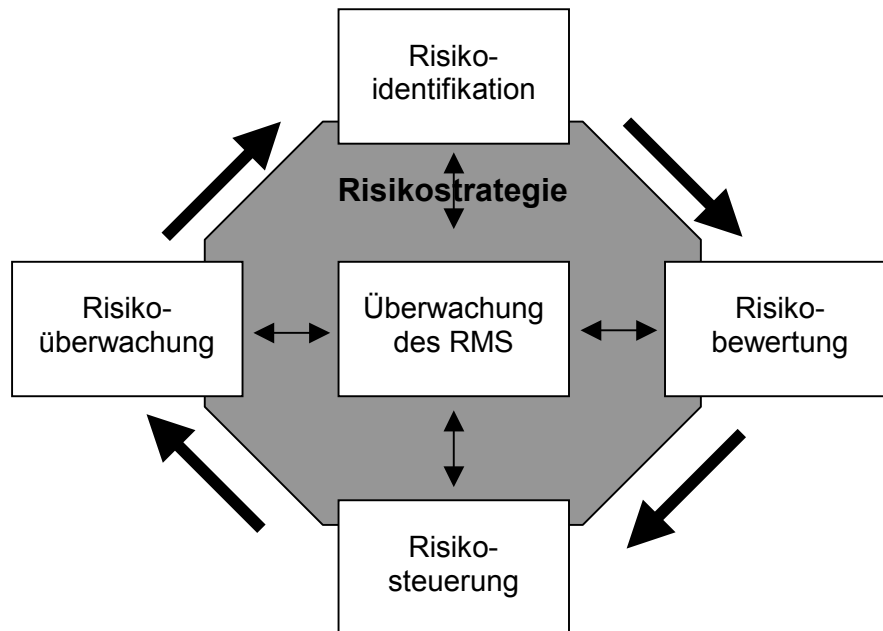 Risiko-
identifikation
Risikostrategie
Risiko-
überwachung
Überwachung
des RMS
Risiko-
bewertung
Risiko-
steuerung